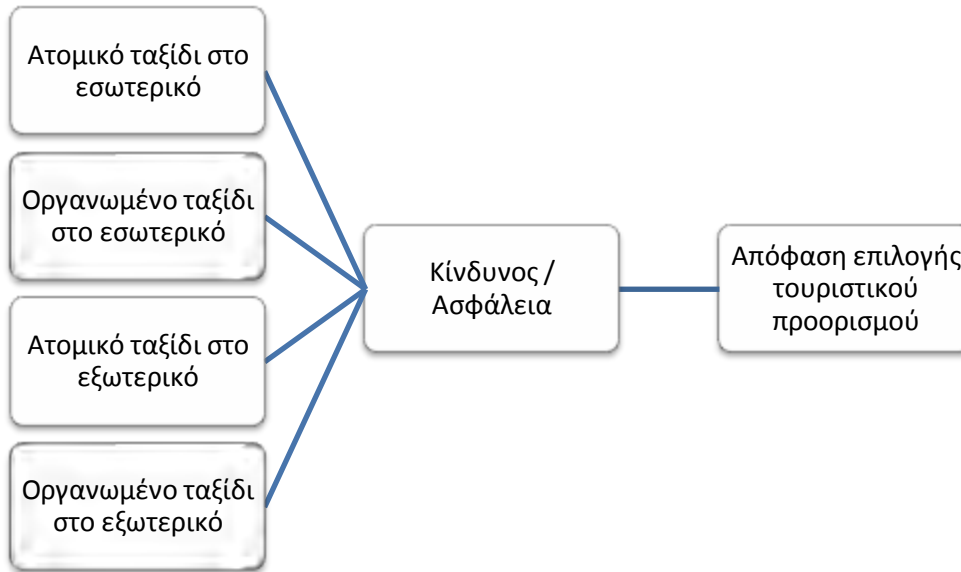 Ατομικό ταξίδι στο
εσωτερικό
Οργανωμένο ταξίδι
στο εσωτερικό
Ατομικό ταξίδι στο
εξωτερικό
Οργανωμένο ταξίδι
στο εξωτερικό
Κίνδυνος /
Ασφάλεια
Απόφαση επιλογής
τουριστικού
προορισμού